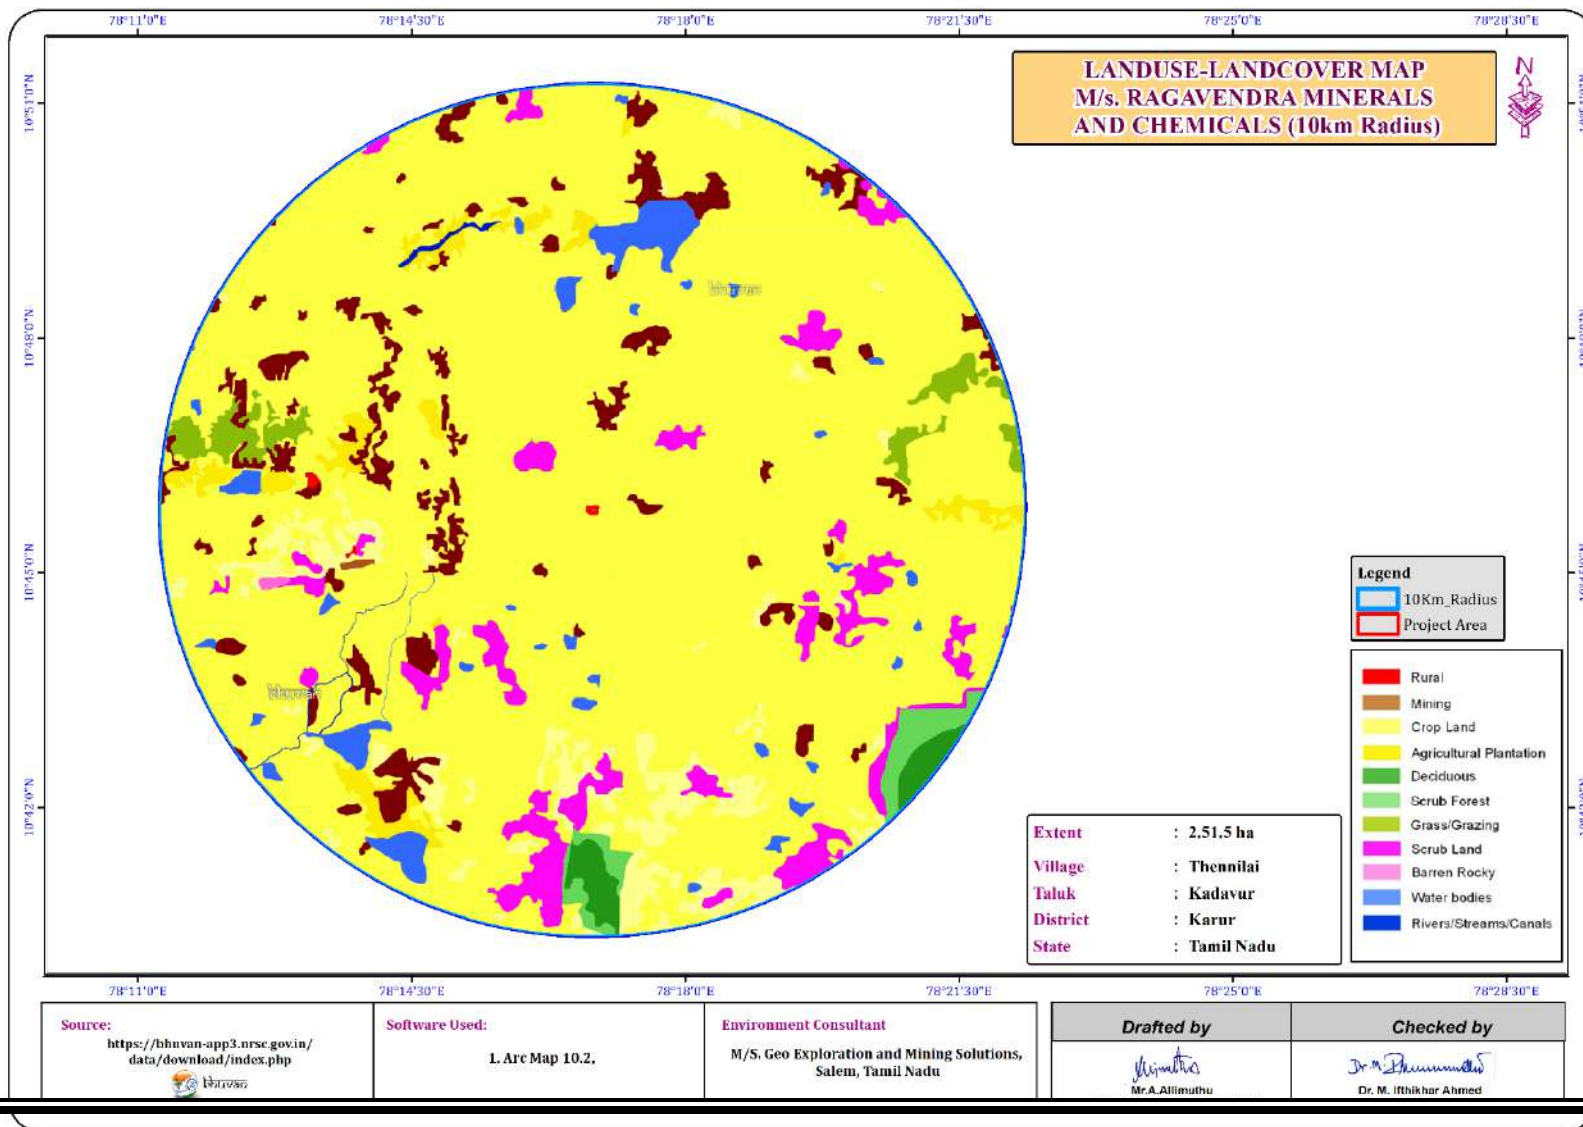 78°11'0"E 78°14'30"E 78°18'0"E 78°21'30"E 78°25'0"E 78°28'30"E
LANDUSE-LANDCOVER MAP
M/s. RAGAVENDRA MINERALS
AND CHEMICALS (10km Radius)
N
10°51'0"N
10°48'0"N
10°45'0"N
10°42'0"N
bhuvan
bhuvan
Legend
10Km_Radius
Project Area
Rural
Mining
Crop Land
Agricultural Plantation
Deciduous
Scrub Forest
Grass/Grazing
Scrub Land
Barren Rocky
Water bodies
Rivers/Streams/Canals
Extent : 2.51.5 ha
Village : Thennilai
Taluk : Kadavur
District : Karur
State : Tamil Nadu
78°11'0"E 78°14'30"E 78°18'0"E 78°21'30"E 78°25'0"E 78°28'30"E
Source:
https://bhuvan-app3.nrsc.gov.in/
data/download/index.php
bhuvan
Software Used:
1. Arc Map 10.2,
Environment Consultant
M/S. Geo Exploration and Mining Solutions,
Salem, Tamil Nadu
Drafted by
Mr.A.Allimuthu
Checked by
Dr. M. Ifthikhar Ahmed